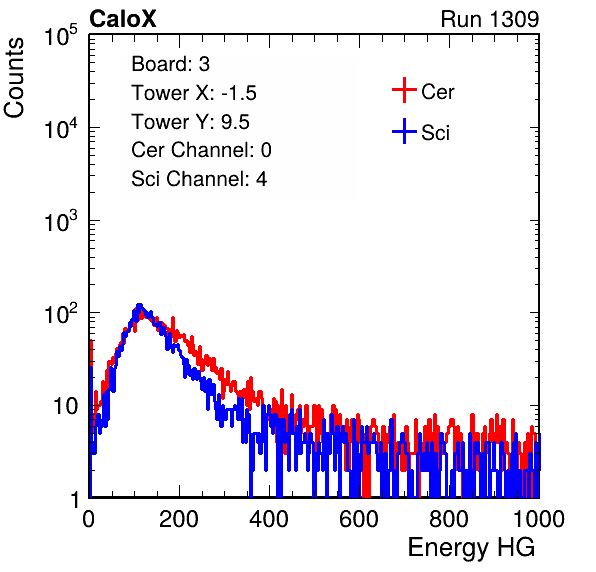 CaloX Run 1309
Board: 3
Tower X: -1.5
Tower Y: 9.5
Cer Channel: 0
Sci Channel: 4
Cer
Sci
Counts
10^5
10^4
10^3
10^2
10
1
0 200 400 600 800 1000
Energy HG